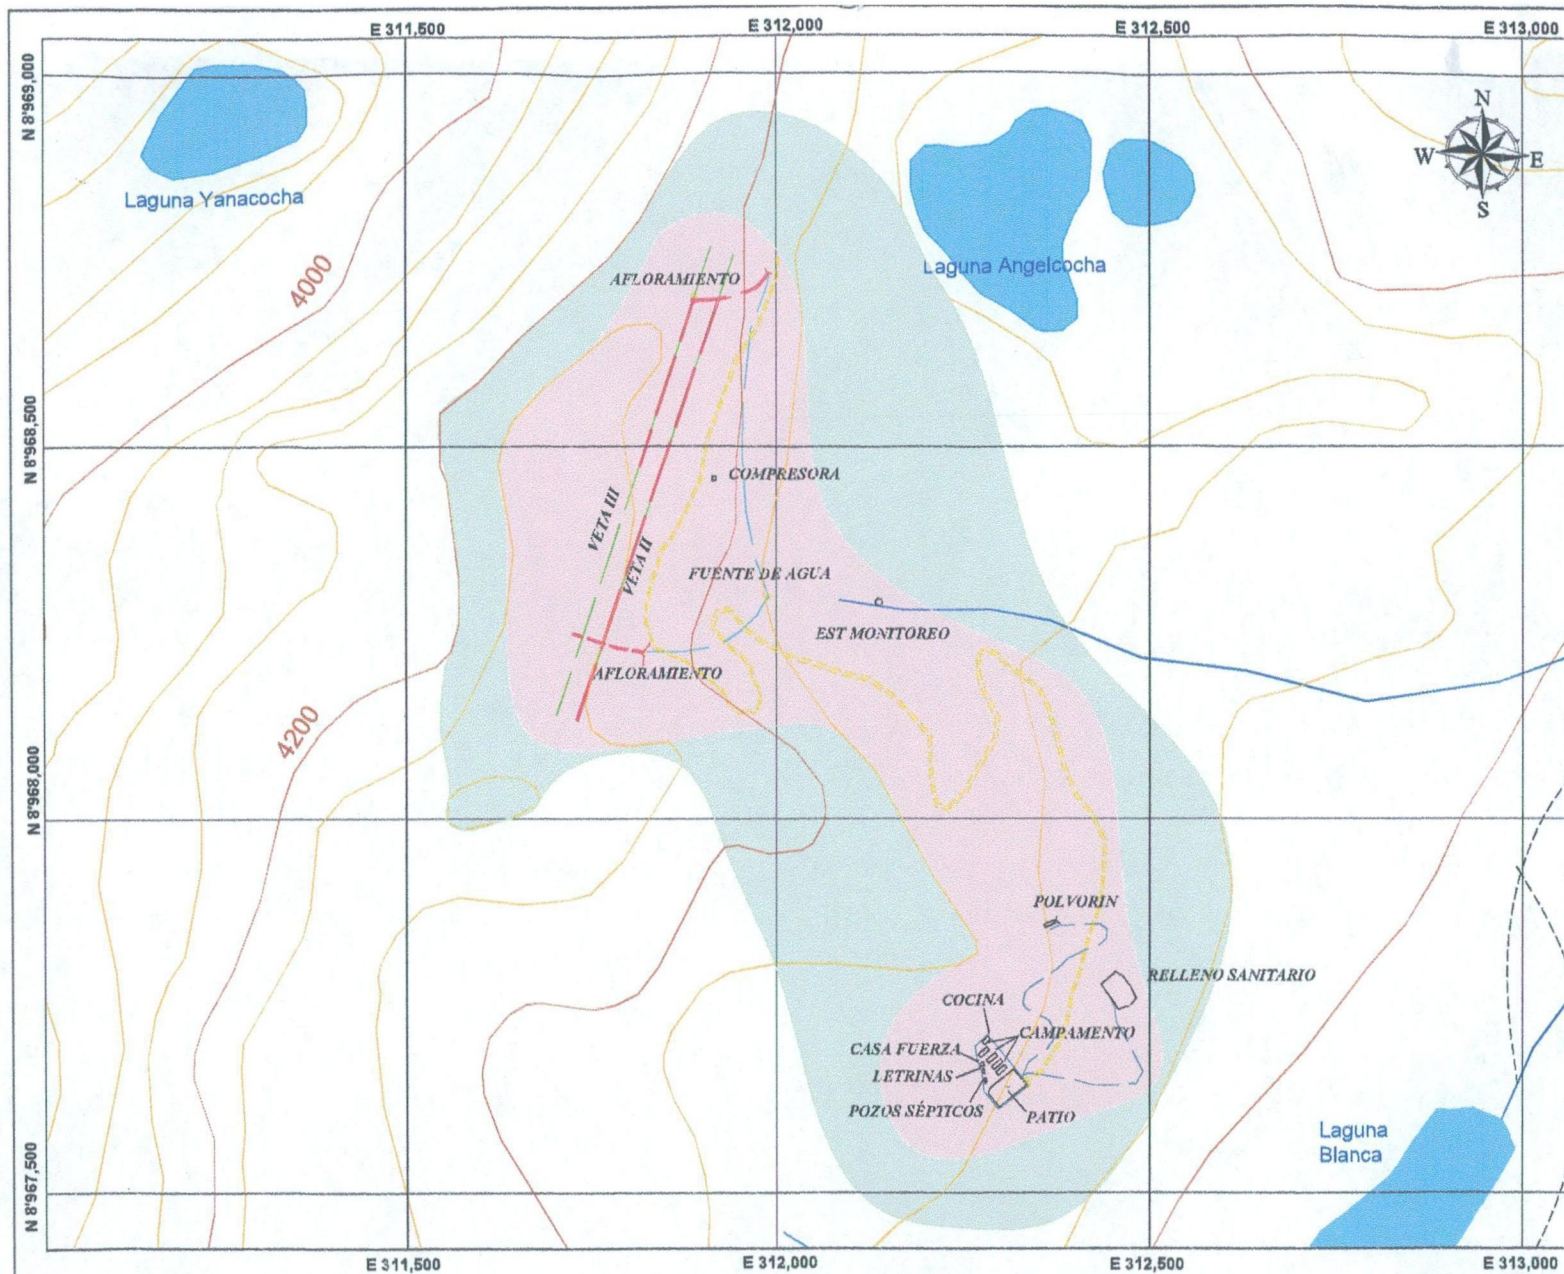 E 311,500
E 312,000
E 312,500
E 313,000
N 8'969,000
N
W
E
S
Laguna Yanacocha
Laguna Angelcocha
4000
AFLORAMIENTO
N 8'968,500
COMPRESORA
VETA III
VETA II
FUENTE DE AGUA
EST MONITOREO
AFLORAMIENTO
4200
N 8'968,000
POLVORIN
RELLENO SANITARIO
COCINA
CAMPAMENTO
CASA FUERZA
LETRINAS
POZOS SÉPTICOS
PATIO
Laguna
Blanca
N 8'967,500
E 311,500
E 312,000
E 312,500
E 313,000